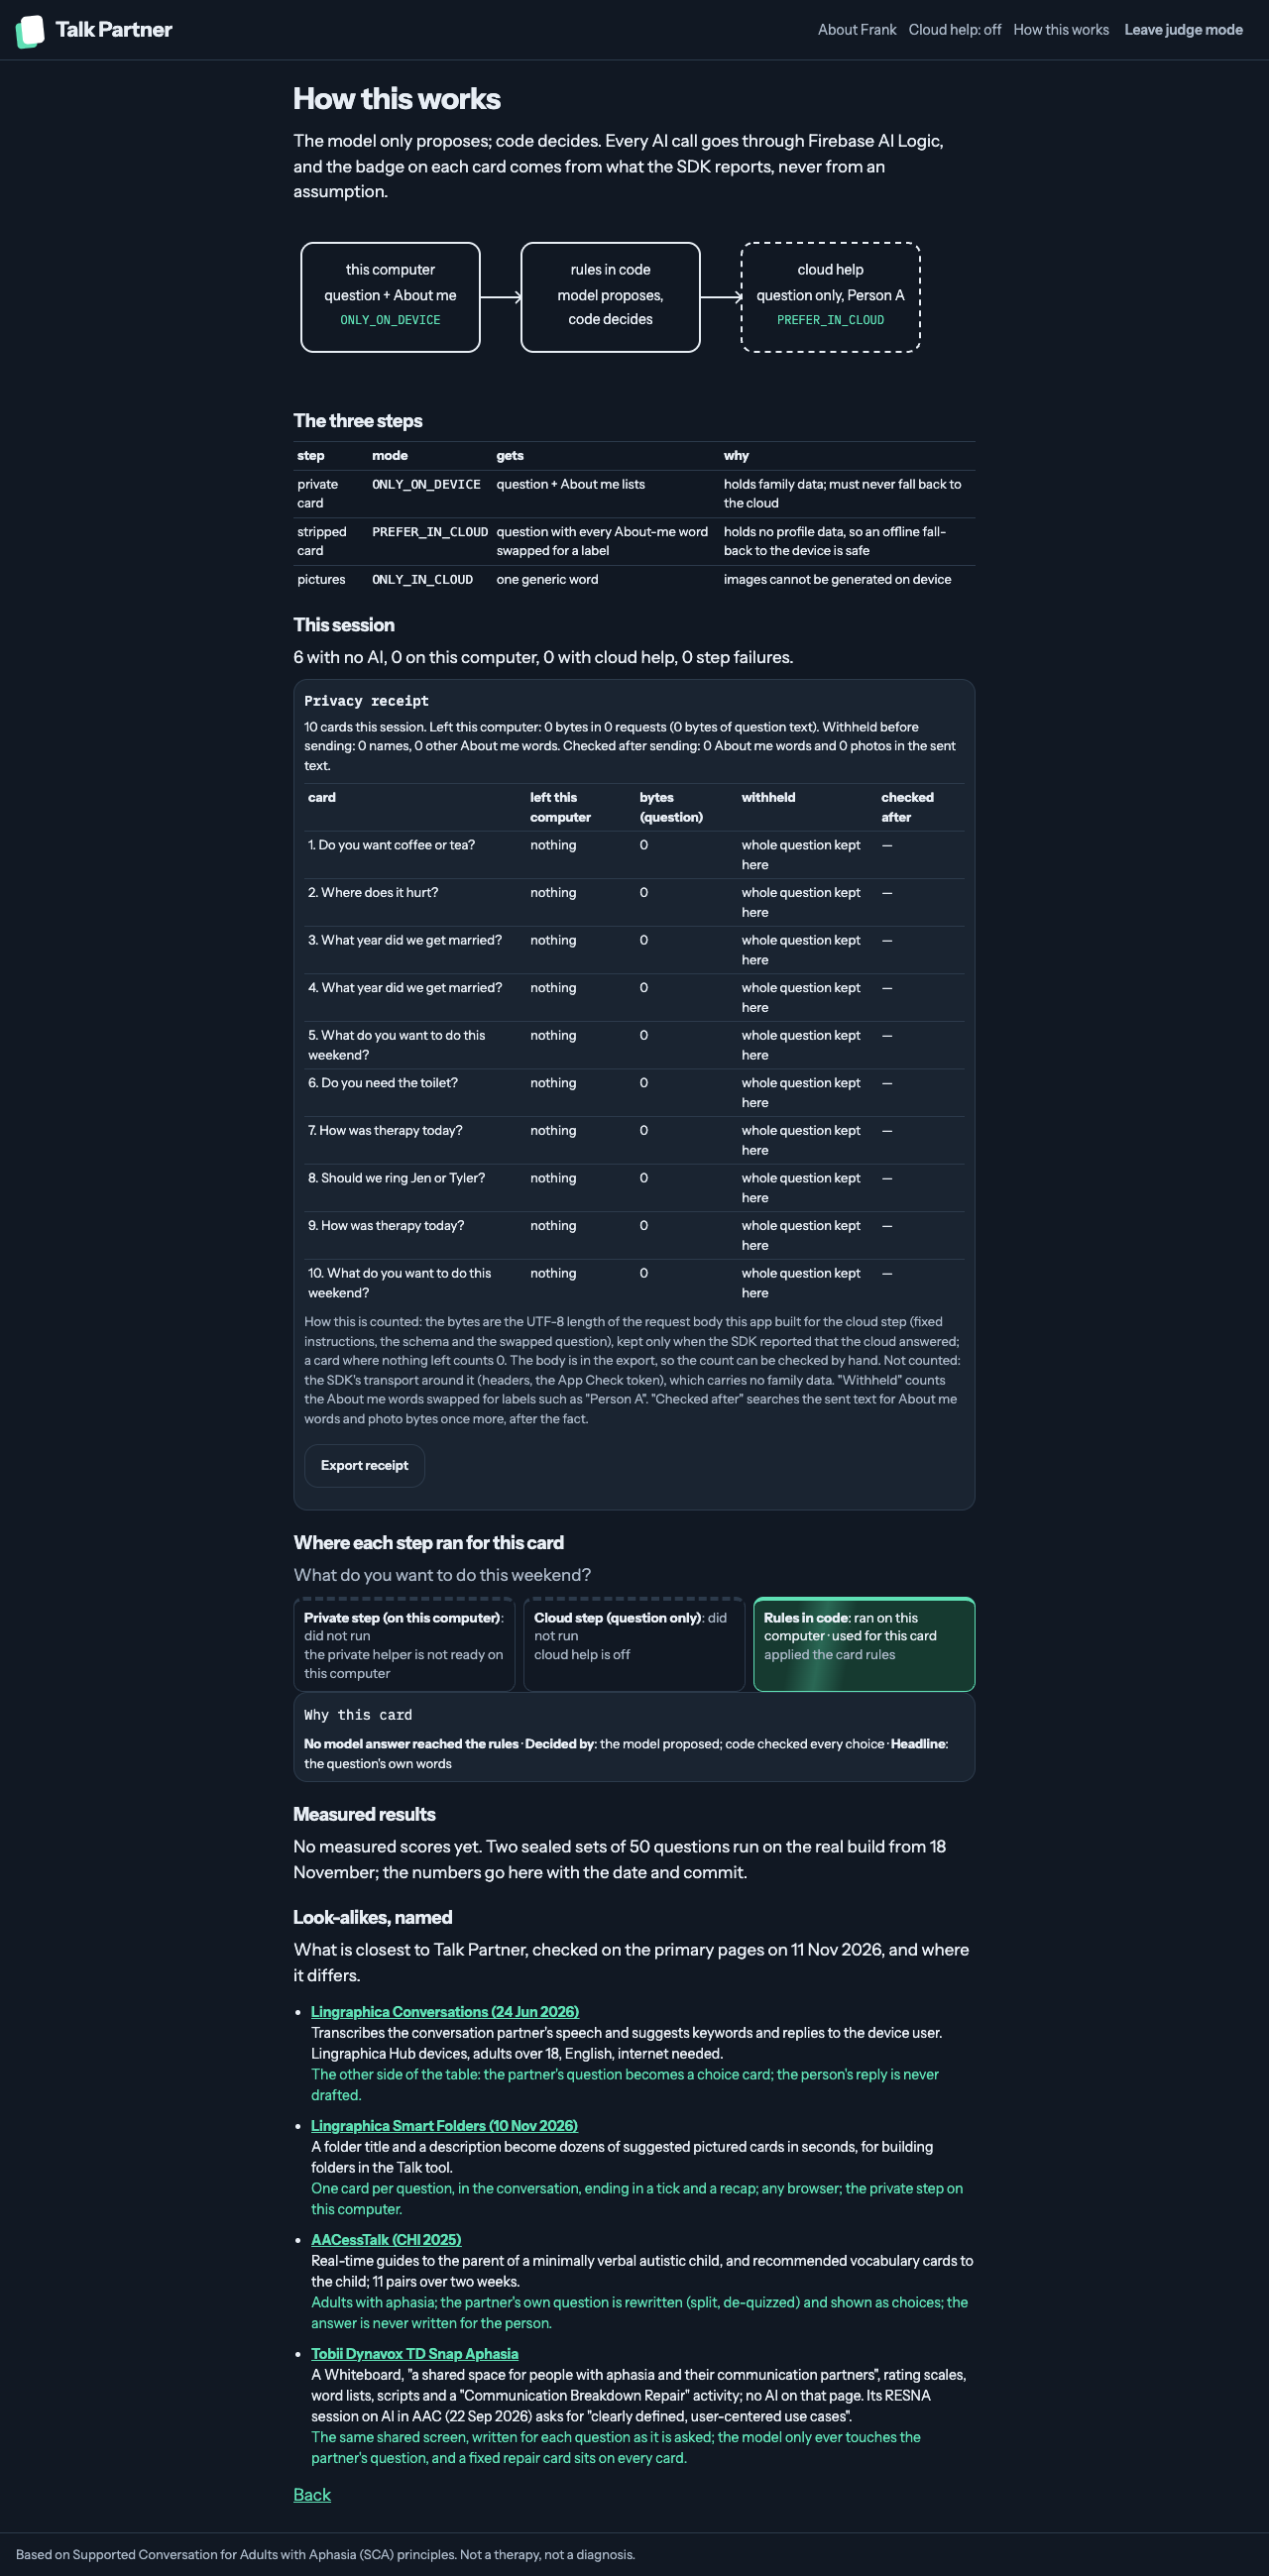 Talk Partner
About Frank Cloud help: off How this works Leave judge mode
How this works
The model only proposes; code decides. Every AI call goes through Firebase AI Logic,
and the badge on each card comes from what the SDK reports, never from an
assumption.
this computer
question + About me
ONLY_ON_DEVICE
rules in code
model proposes,
code decides
cloud help
question only, Person A
PREFER_IN_CLOUD
The three steps
step mode gets why
private card ONLY_ON_DEVICE question + About me lists holds family data; must never fall back to
the cloud
stripped card PREFER_IN_CLOUD question with every About-me word
swapped for a label
holds no profile data, so an offline fall-
back to the device is safe
pictures ONLY_IN_CLOUD one generic word images cannot be generated on device
This session
6 with no AI, 0 on this computer, 0 with cloud help, 0 step failures.
Privacy receipt
10 cards this session. Left this computer: 0 bytes in 0 requests (0 bytes of question text). Withheld before
sending: 0 names, 0 other About me words. Checked after sending: 0 About me words and 0 photos in the sent
text.
card left this computer bytes (question) withheld checked after
1. Do you want coffee or tea? nothing 0 whole question kept here —
2. Where does it hurt? nothing 0 whole question kept here —
3. What year did we get married? nothing 0 whole question kept here —
4. What year did we get married? nothing 0 whole question kept here —
5. What do you want to do this weekend? nothing 0 whole question kept here —
6. Do you need the toilet? nothing 0 whole question kept here —
7. How was therapy today? nothing 0 whole question kept here —
8. Should we ring Jen or Tyler? nothing 0 whole question kept here —
9. How was therapy today? nothing 0 whole question kept here —
10. What do you want to do this weekend? nothing 0 whole question kept here —
How this is counted: the bytes are the UTF-8 length of the request body this app built for the cloud step (fixed
instructions, the schema and the swapped question), kept only when the SDK reported that the cloud answered;
a card where nothing left counts 0. The body is in the export, so the count can be checked by hand. Not counted:
the SDK's transport around it (headers, the App Check token), which carries no family data. "Withheld" counts
the About me words swapped for labels such as "Person A". "Checked after" searches the sent text for About me
words and photo bytes once more, after the fact.
Export receipt
Where each step ran for this card
What do you want to do this weekend?
Private step (on this computer):
did not run
the private helper is not ready on
this computer
Cloud step (question only): did
not run
cloud help is off
Rules in code: ran on this
computer · used for this card
applied the card rules
Why this card
No model answer reached the rules · Decided by: the model proposed; code checked every choice · Headline:
the question's own words
Measured results
No measured scores yet. Two sealed sets of 50 questions run on the real build from 18
November; the numbers go here with the date and commit.
Look-alikes, named
What is closest to Talk Partner, checked on the primary pages on 11 Nov 2026, and where
it differs.
• Lingraphica Conversations (24 Jun 2026)
Transcribes the conversation partner's speech and suggests keywords and replies to the device user.
Lingraphica Hub devices, adults over 18, English, internet needed.
The other side of the table: the partner's question becomes a choice card; the person's reply is never
drafted.
• Lingraphica Smart Folders (10 Nov 2026)
A folder title and a description become dozens of suggested pictured cards in seconds, for building
folders in the Talk tool.
One card per question, in the conversation, ending in a tick and a recap; any browser; the private step on
this computer.
• AACessTalk (CHI 2025)
Real-time guides to the parent of a minimally verbal autistic child, and recommended vocabulary cards to
the child; 11 pairs over two weeks.
Adults with aphasia; the partner's own question is rewritten (split, de-quizzed) and shown as choices; the
answer is never written for the person.
• Tobii Dynavox TD Snap Aphasia
A Whiteboard, "a shared space for people with aphasia and their communication partners", rating scales,
word lists, scripts and a "Communication Breakdown Repair" activity; no AI on that page. Its RESNA
session on AI in AAC (22 Sep 2026) asks for "clearly defined, user-centered use cases".
The same shared screen, written for each question as it is asked; the model only ever touches the
partner's question, and a fixed repair card sits on every card.
Back
Based on Supported Conversation for Adults with Aphasia (SCA) principles. Not a therapy, not a diagnosis.